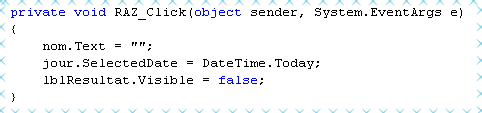 private void RAZ_Click(object sender, System.EventArgs e)
{
    nom.Text = "";
    jour.SelectedDate = DateTime.Today;
    lblResultat.Visible = false;
}